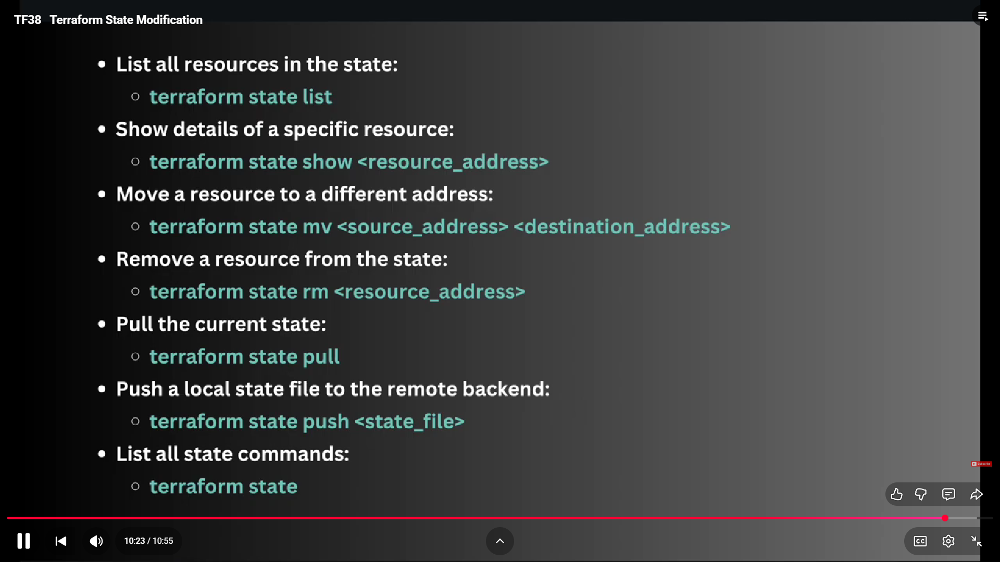 TF38 Terraform State Modification
• List all resources in the state:
○ terraform state list
• Show details of a specific resource:
○ terraform state show <resource_address>
• Move a resource to a different address:
○ terraform state mv <source_address> <destination_address>
• Remove a resource from the state:
○ terraform state rm <resource_address>
• Pull the current state:
○ terraform state pull
• Push a local state file to the remote backend:
○ terraform state push <state_file>
• List all state commands:
○ terraform state
Subscribe
10:23 / 10:55
CC